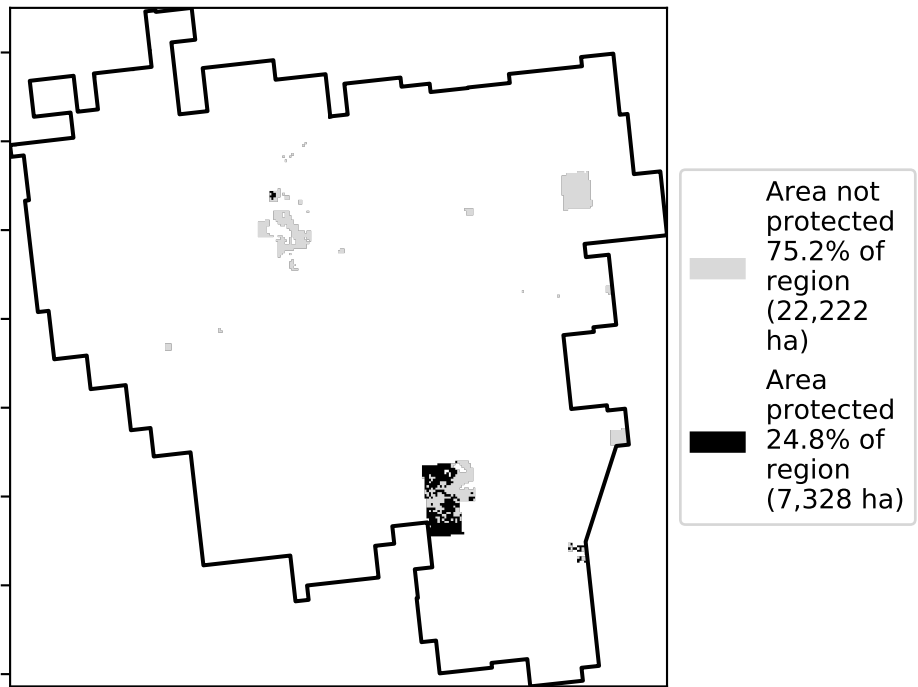 Area not
protected
75.2% of
region
(22,222
ha)
Area
protected
24.8% of
region
(7,328 ha)